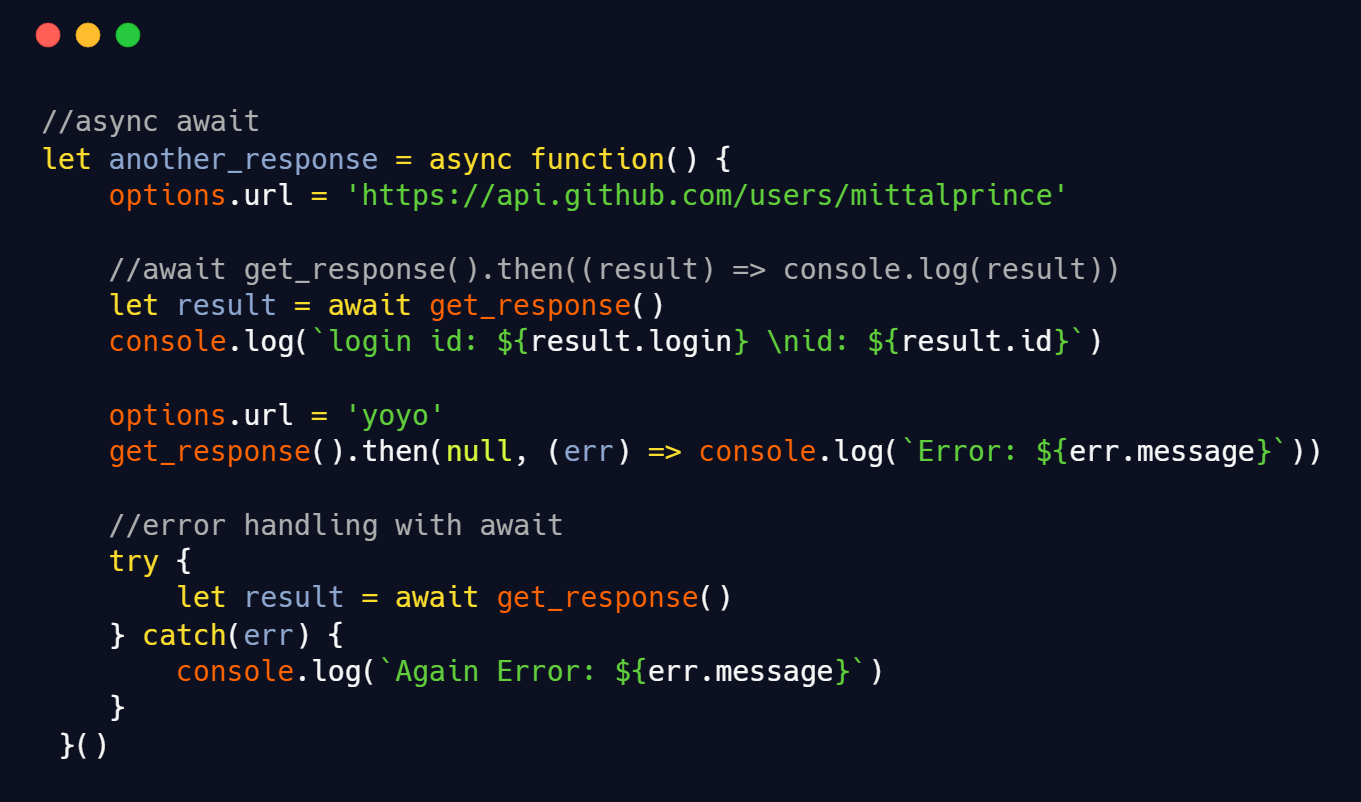 //async await
let another_response = async function() {
    options.url = 'https://api.github.com/users/mittalprince'

    //await get_response().then((result) => console.log(result))
    let result = await get_response()
    console.log(`login id: ${result.login} \nid: ${result.id}`)

    options.url = 'yoyo'
    get_response().then(null, (err) => console.log(`Error: ${err.message}`))

    //error handling with await
    try {
        let result = await get_response()
    } catch(err) {
        console.log(`Again Error: ${err.message}`)
    }
 }()